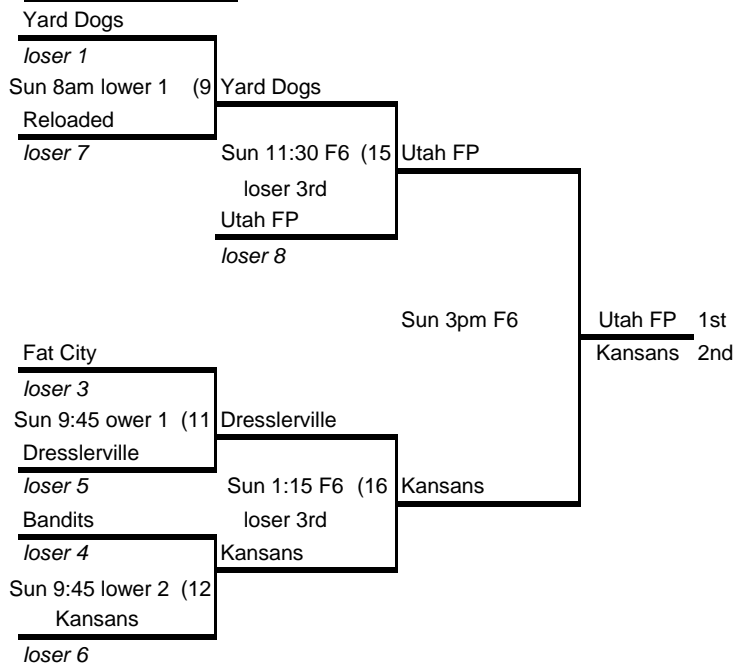 Yard Dogs
loser 1
Sun 8am lower 1 (9 Yard Dogs
Reloaded
loser 7 Sun 11:30 F6 (15 Utah FP
loser 3rd
Utah FP
loser 8
Sun 3pm F6 Utah FP 1st
Fat City Kansans 2nd
loser 3
Sun 9:45 ower 1 (11 Dresslerville
Dresslerville
loser 5 Sun 1:15 F6 (16 Kansans
Bandits loser 3rd
loser 4 Kansans
Sun 9:45 lower 2 (12
Kansans
loser 6